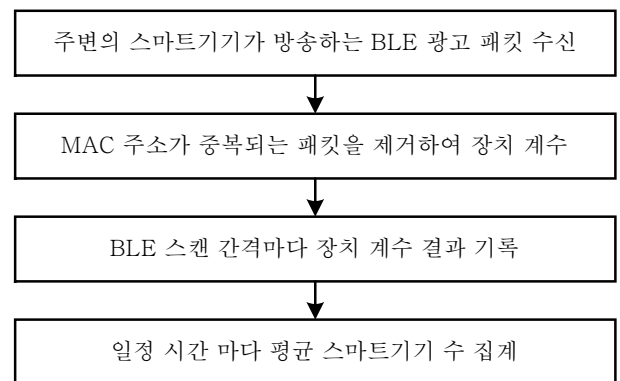 주변의 스마트기기가 방송하는 BLE 광고 패킷 수신
MAC 주소가 중복되는 패킷을 제거하여 장치 계수
BLE 스캔 간격마다 장치 계수 결과 기록
일정 시간 마다 평균 스마트기기 수 집계